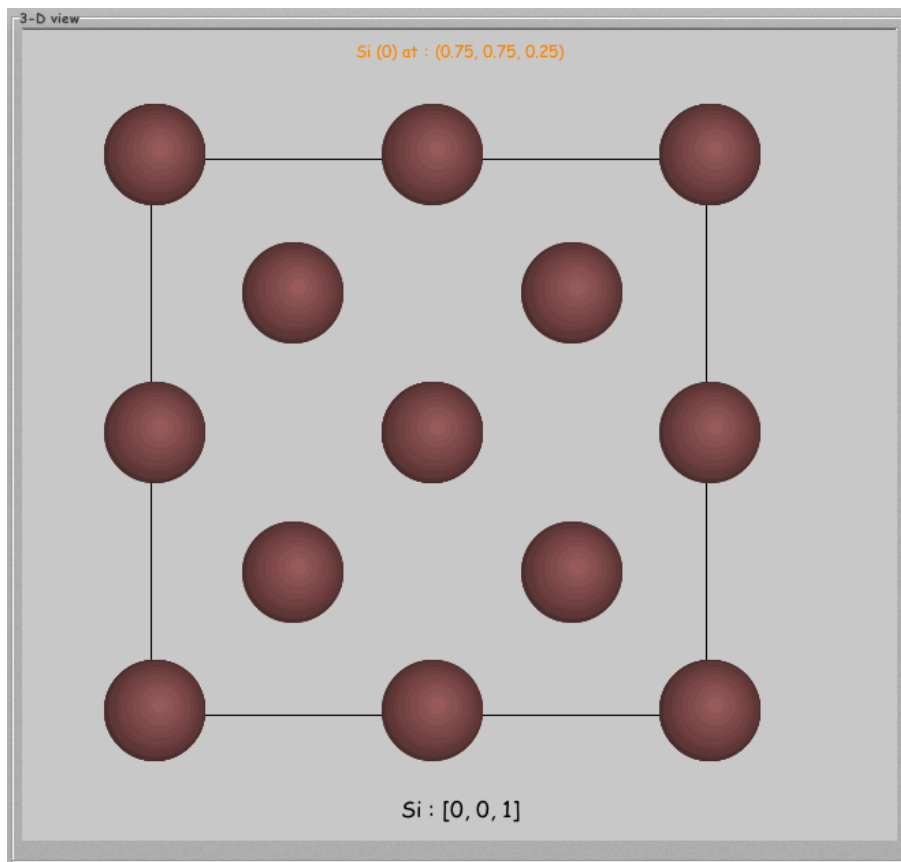 3-D view
Si (0) at : (0.75, 0.75, 0.25)
Si : [0, 0, 1]